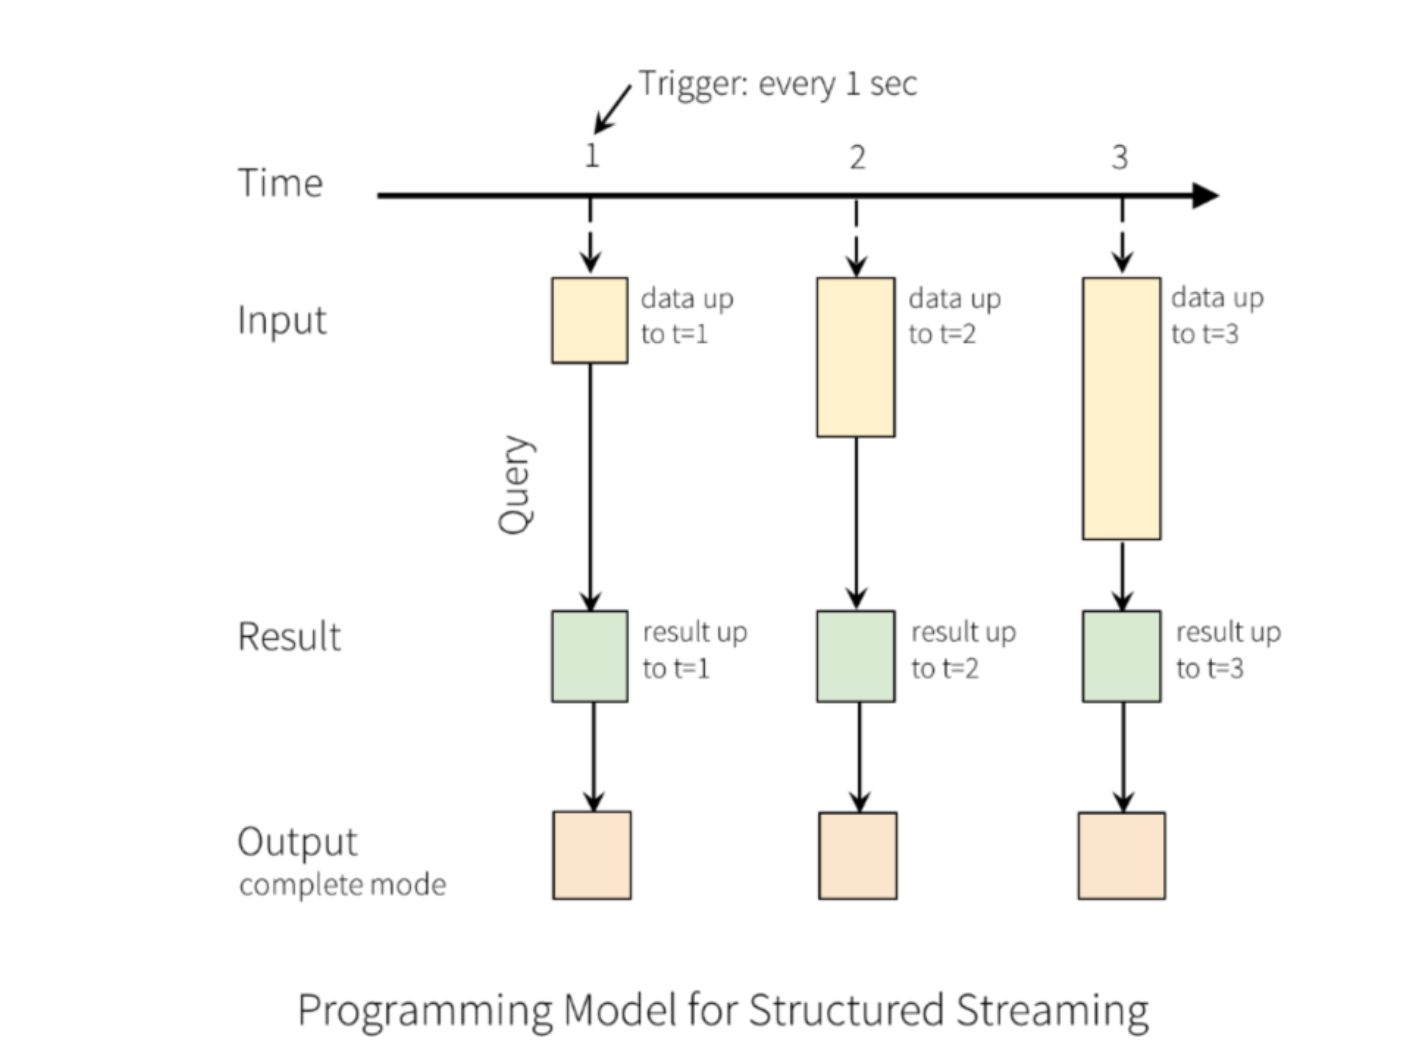 Trigger: every 1 sec
1
2
3
Time
Input
data up
to t=1
data up
to t=2
data up
to t=3
Query
Result
result up
to t=1
result up
to t=2
result up
to t=3
Output
complete mode
Programming Model for Structured Streaming